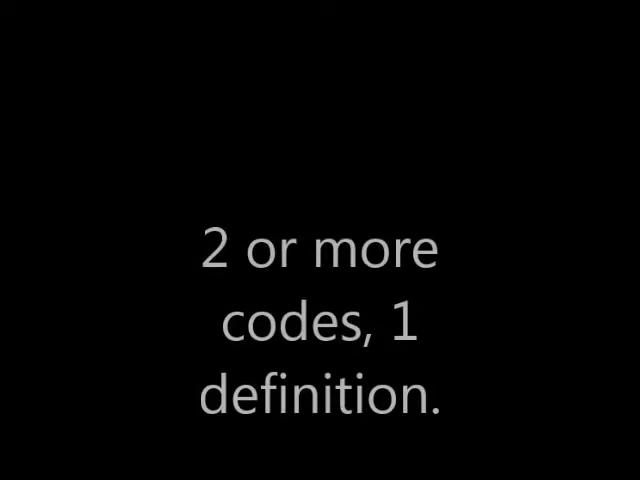 2 or more
codes, 1
definition.